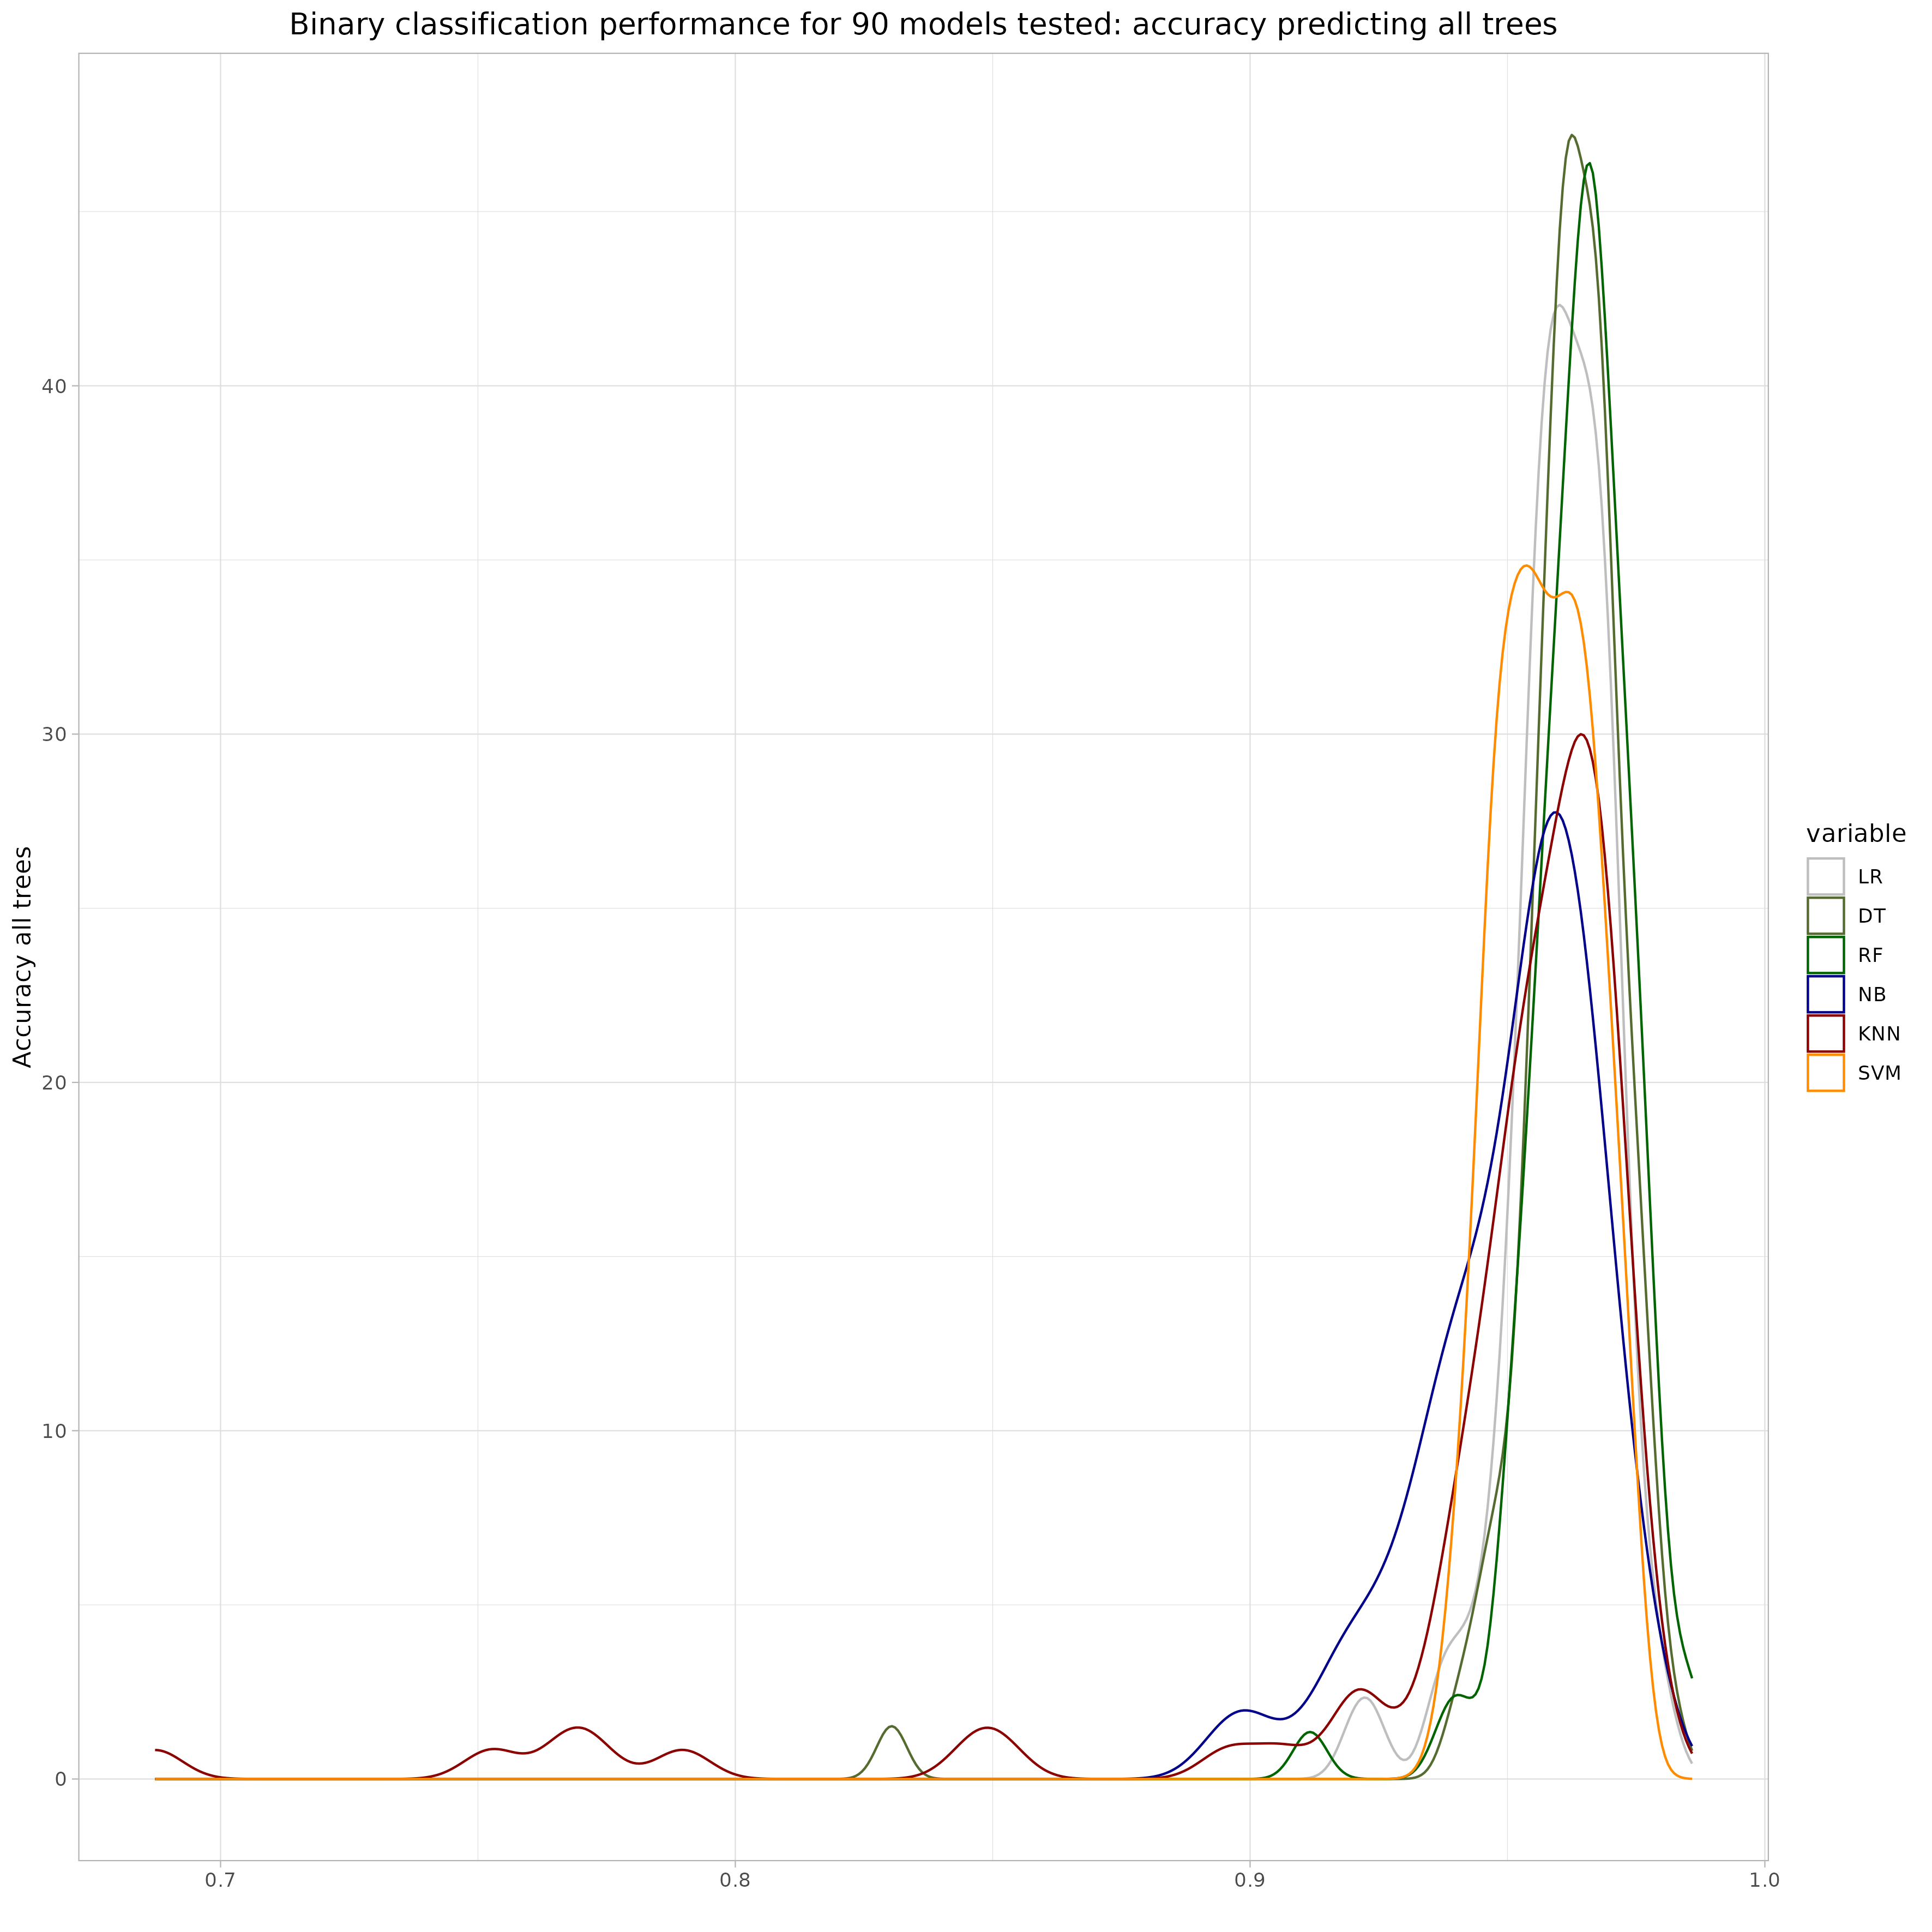 Binary classification performance for 90 models tested: accuracy predicting all trees
Accuracy all trees
40
30
20
10
0
0.7
0.8
0.9
1.0
variable
LR
DT
RF
NB
KNN
SVM